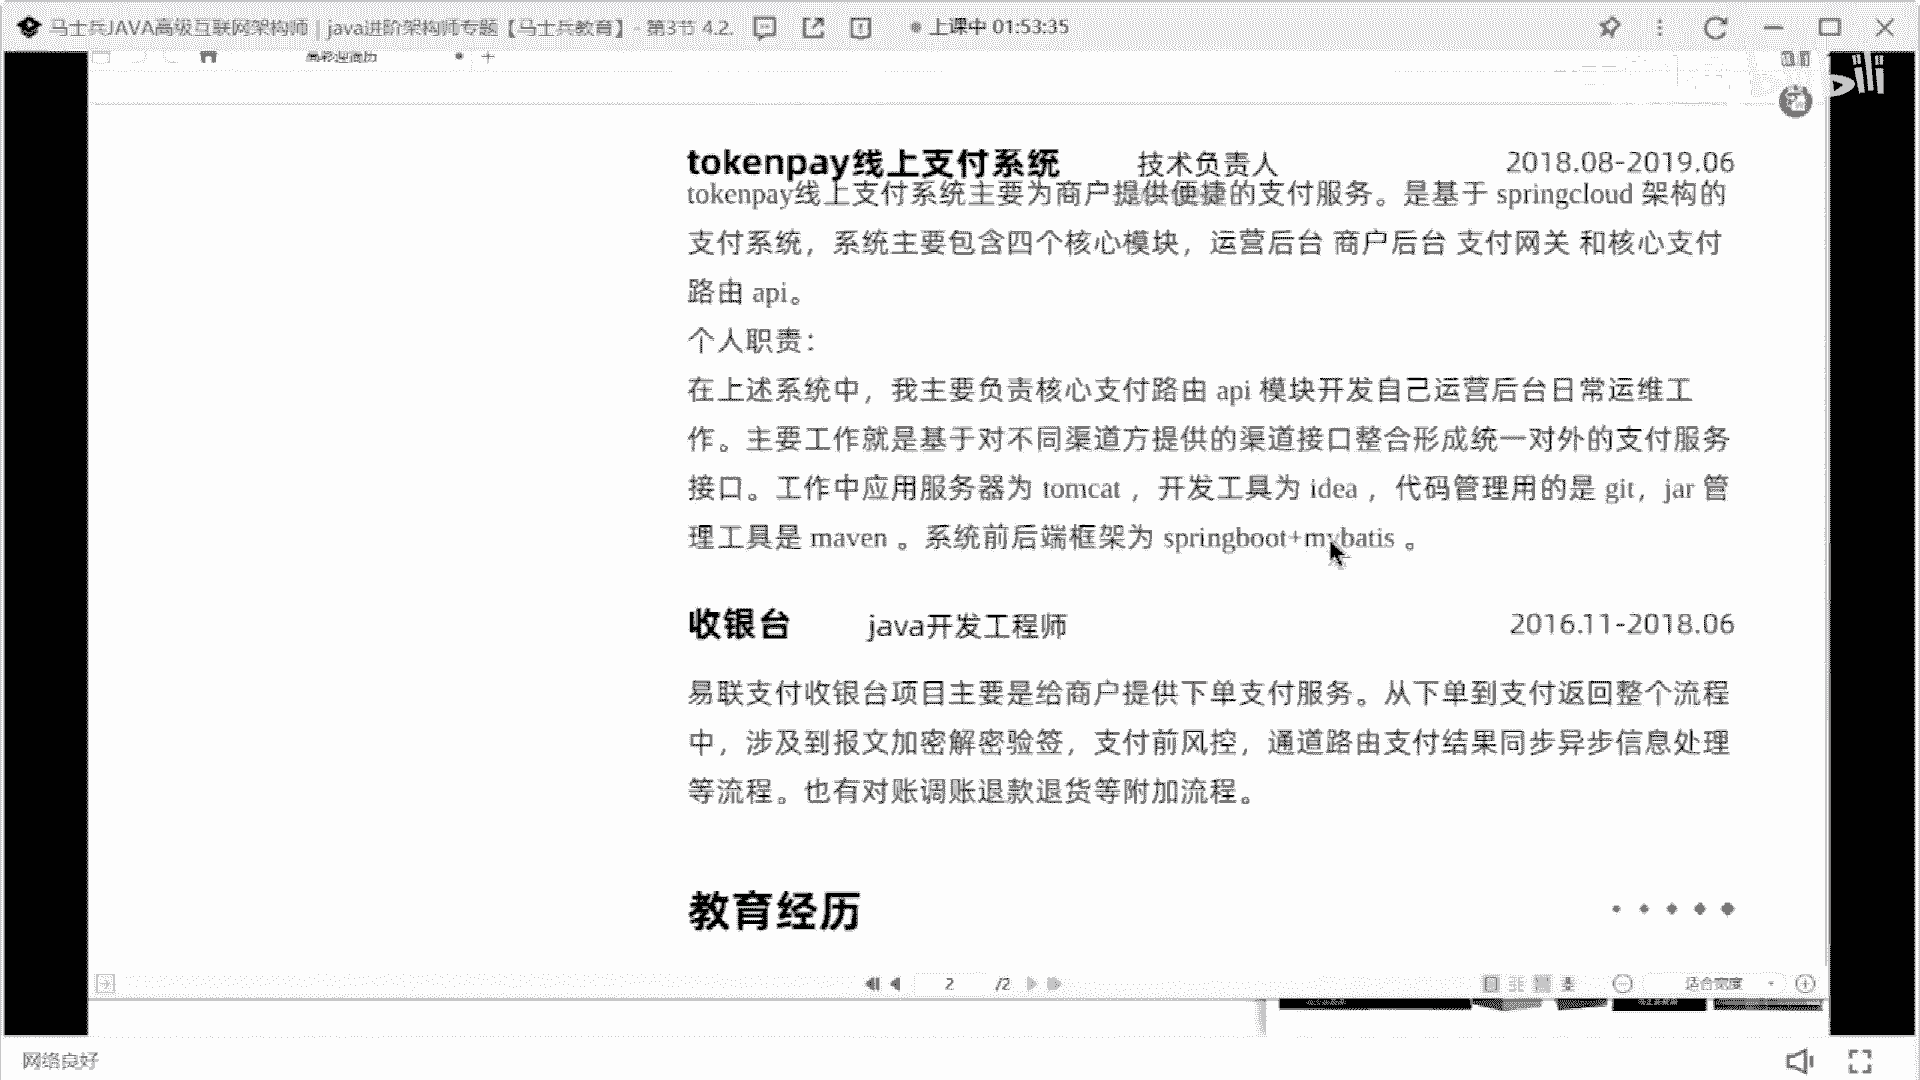 马士兵JAVA高级互联网架构师 | java进阶架构师专题【马士兵教育】 - 第3节 4.2.
上课中 01:53:35
tokenpay线上支付系统 技术负责人 2018.08-2019.06
tokenpay线上支付系统主要为商户提供便捷的支付服务。是基于 springcloud 架构的
支付系统，系统主要包含四个核心模块，运营后台 商户后台 支付网关 和核心支付
路由 api。
个人职责：
在上述系统中，我主要负责核心支付路由 api 模块开发自己运营后台日常运维工
作。主要工作就是基于对不同渠道方提供的渠道接口整合形成统一对外的支付服务
接口。工作中应用服务器为 tomcat ，开发工具为 idea ，代码管理用的是 git，jar 管
理工具是 maven 。系统前后端框架为 springboot+mybatis 。
收银台 java开发工程师 2016.11-2018.06
易联支付收银台项目主要是给商户提供下单支付服务。从下单到支付返回整个流程
中，涉及到报文加密解密验签，支付前风控，通道路由支付结果同步异步信息处理
等流程。也有对账调账退款退货等附加流程。
教育经历
2 /2
适合宽度
网络良好